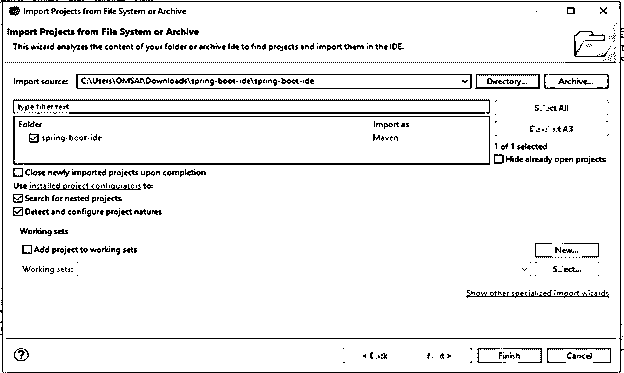 Import Projects from File System or Archive
Import Projects from File System or Archive
This wizard analyzes the content of your folder or archive file to find projects and import them in the IDE.
Import source: C:\Users\OMSAI\Downloads\spring-boot-ide\spring-boot-ide Directory... Archive...
type filter text Select All
Folder Import as Deselect All
spring-boot-ide Maven
1 of 1 selected
Hide already open projects
Close newly imported projects upon completion
Use installed project configurators to:
Search for nested projects
Detect and configure project natures
Working sets
Add project to working sets New...
Working sets: Select...
Show other specialized import wizards
? < Back Next > Finish Cancel